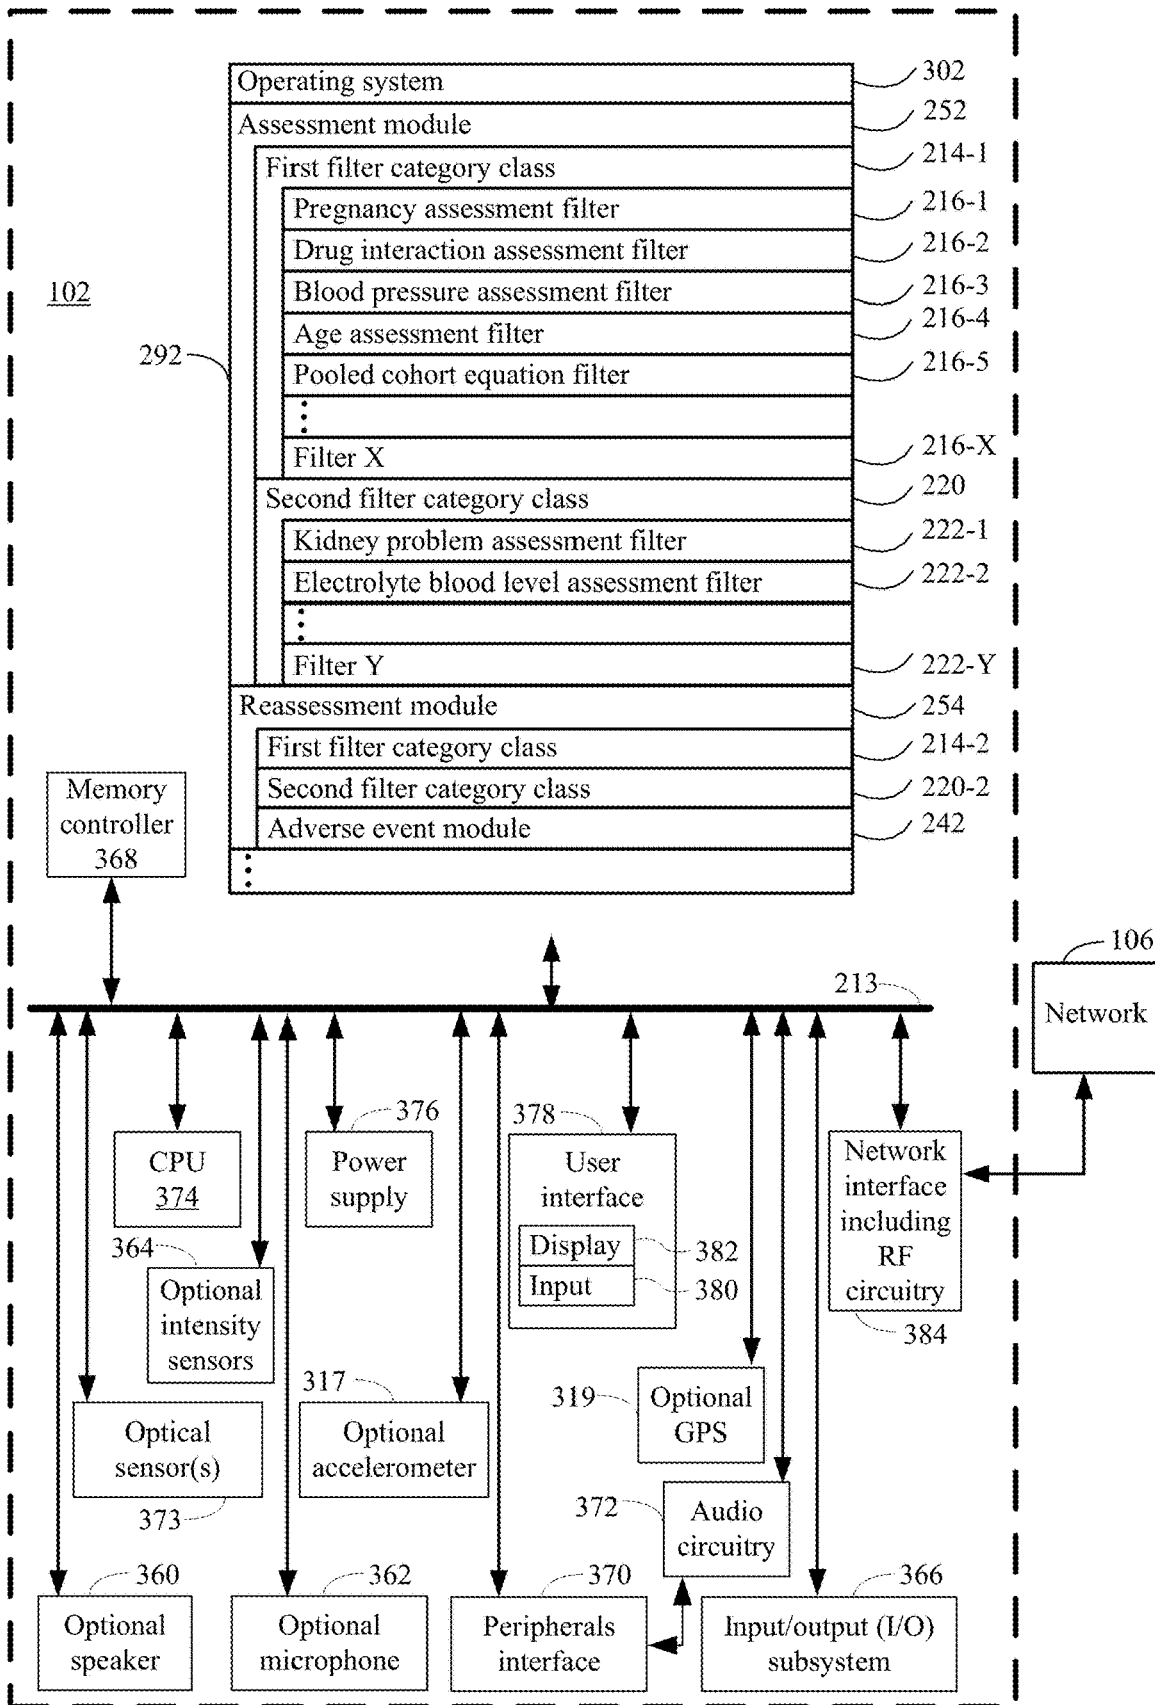 Operating system
302
Assessment module
252
First filter category class
214-1
Pregnancy assessment filter
216-1
Drug interaction assessment filter
216-2
102
Blood pressure assessment filter
216-3
Age assessment filter
216-4
292
Pooled cohort equation filter
216-5
Filter X
216-X
Second filter category class
220
Kidney problem assessment filter
222-1
Electrolyte blood level assessment filter
222-2
Filter Y
222-Y
Reassessment module
254
First filter category class
214-2
Second filter category class
220-2
Adverse event module
242
Memory
controller
368
106
Network
213
CPU
374
376
Power
supply
378
User
interface
Display
382
Input
380
Network
interface
including
RF
circuitry
384
364
Optional
intensity
sensors
317
Optional
accelerometer
319
Optional
GPS
Optical
sensor(s)
373
372
Audio
circuitry
360
Optional
speaker
362
Optional
microphone
370
Peripherals
interface
366
Input/output (I/O)
subsystem